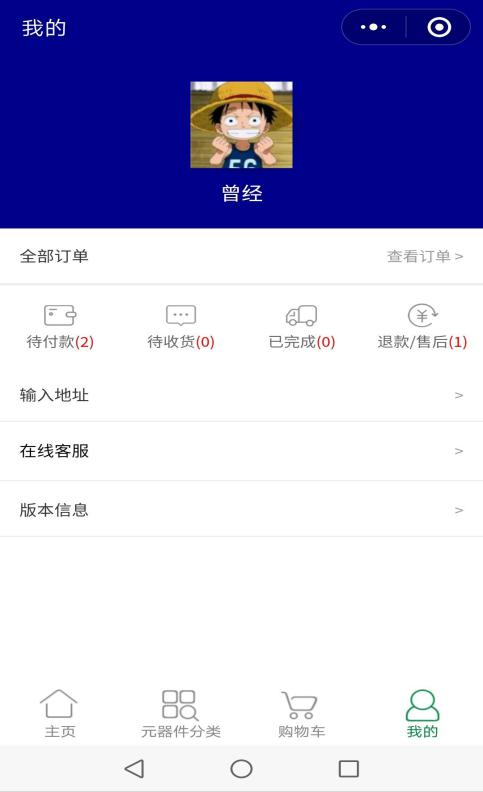 我的
56
曾经
全部订单 查看订单 >
待付款(2) 待收货(0) 已完成(0) 退款/售后(1)
输入地址 >
在线客服 >
版本信息 >
主页 元器件分类 购物车 我的